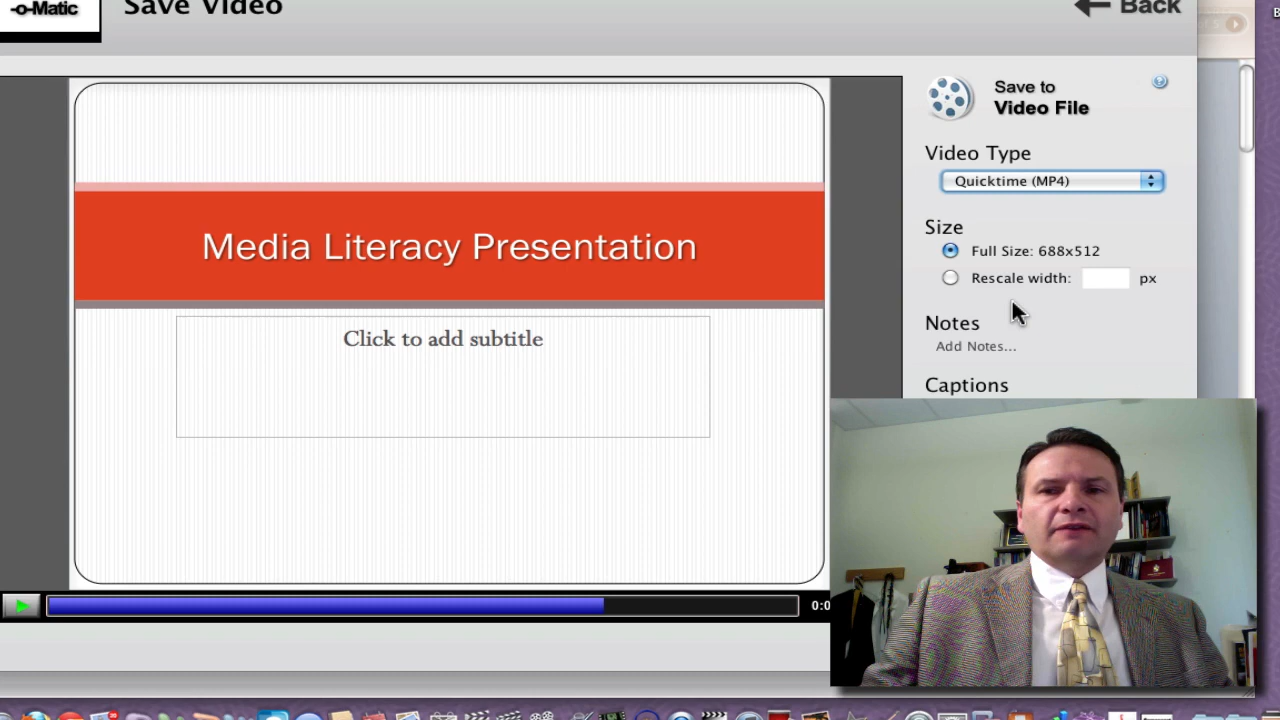 -o-Matic
Save Video
Back
Save to
Video File
Video Type
Quicktime (MP4)
Size
Full Size: 688x512
Rescale width: px
Notes
Add Notes...
Captions
Media Literacy Presentation
Click to add subtitle
0:0